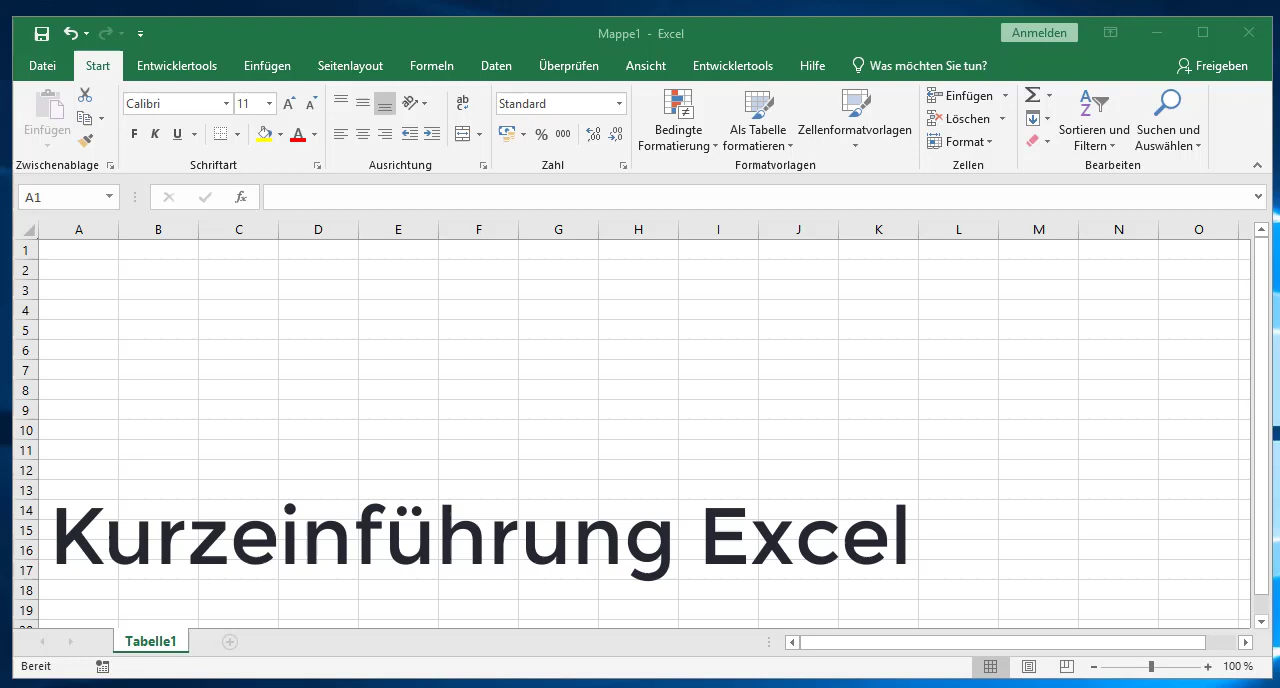 Mappe1 - Excel
Anmelden
Datei Start Entwicklertools Einfügen Seitenlayout Formeln Daten Überprüfen Ansicht Entwicklertools Hilfe Was möchten Sie tun? Freigeben
Einfügen
Zwischenablage
Calibri 11
F K U A
Schriftart
ab
Ausrichtung
Standard
% 000
Zahl
Bedingte
Formatierung
Als Tabelle
formatieren
Zellenformatvorlagen
Formatvorlagen
Einfügen
Löschen
Format
Zellen
Sortieren und
Filtern
Suchen und
Auswählen
Bearbeiten
A1 fx
A B C D E F G H I J K L M N O
1
2
3
4
5
6
7
8
9
10
11
12
13
14
15
16
17
18
19
Kurzeinführung Excel
Tabelle1
Bereit 100 %